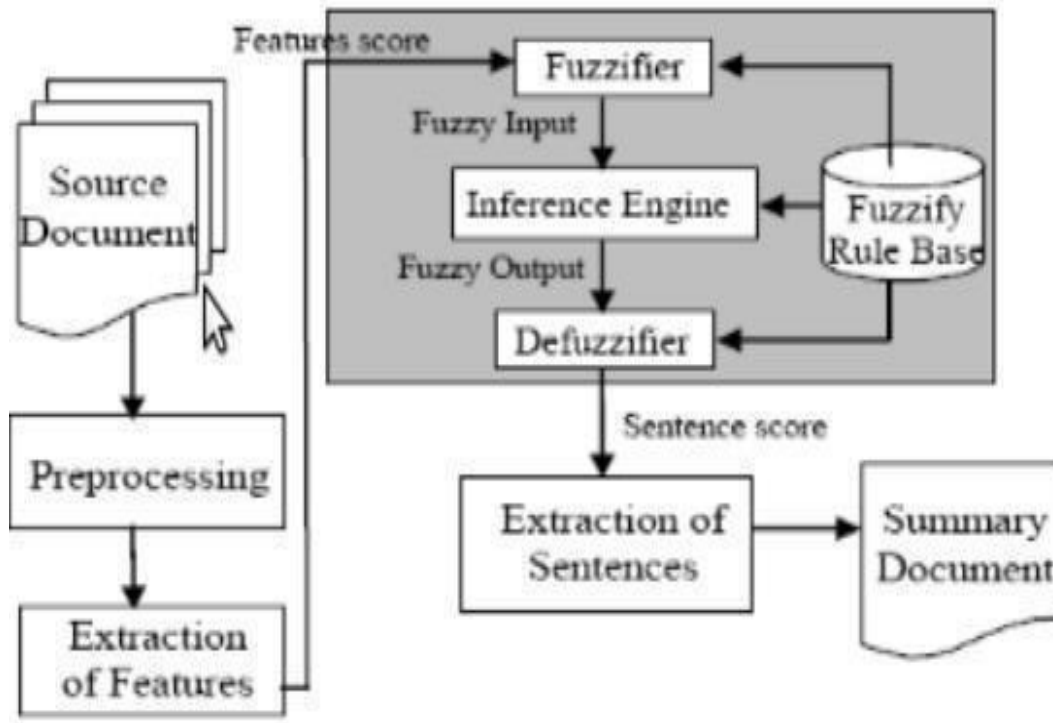 Features score
Fuzzifier
Fuzzy Input
Source
Document
Inference Engine
Fuzzify
Rule Base
Fuzzy Output
Defuzzifier
Sentence score
Preprocessing
Extraction of
Sentences
Summary
Document
Extraction
of Features